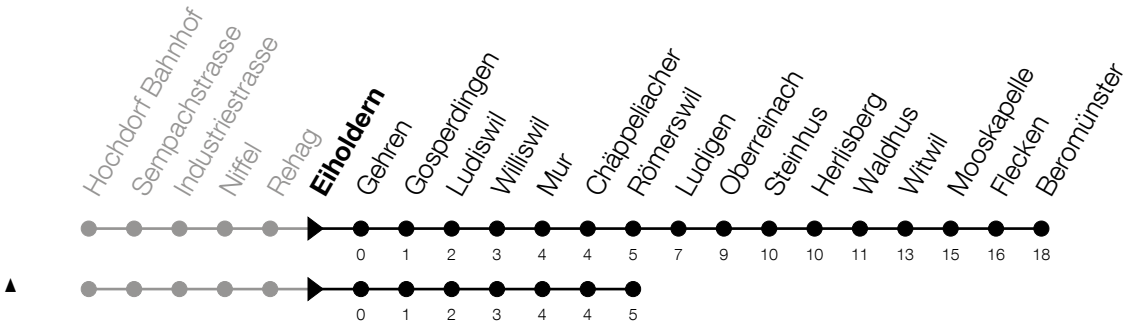 Hochdorf Bahnhof
Sempachstrasse
Industriestrasse
Niffel
Rehag
Eiholdern
Gehren
Gosperdingen
Ludiswil
Williswil
Mur
Chäppeliacher
Römerswil
Ludigen
Oberreinach
Steinhus
Herlisberg
Waldhus
Witwil
Mooskapelle
Flecken
Beromünster
0 1 2 3 4 4 5 7 9 10 10 11 13 15 16 18
0 1 2 3 4 4 5